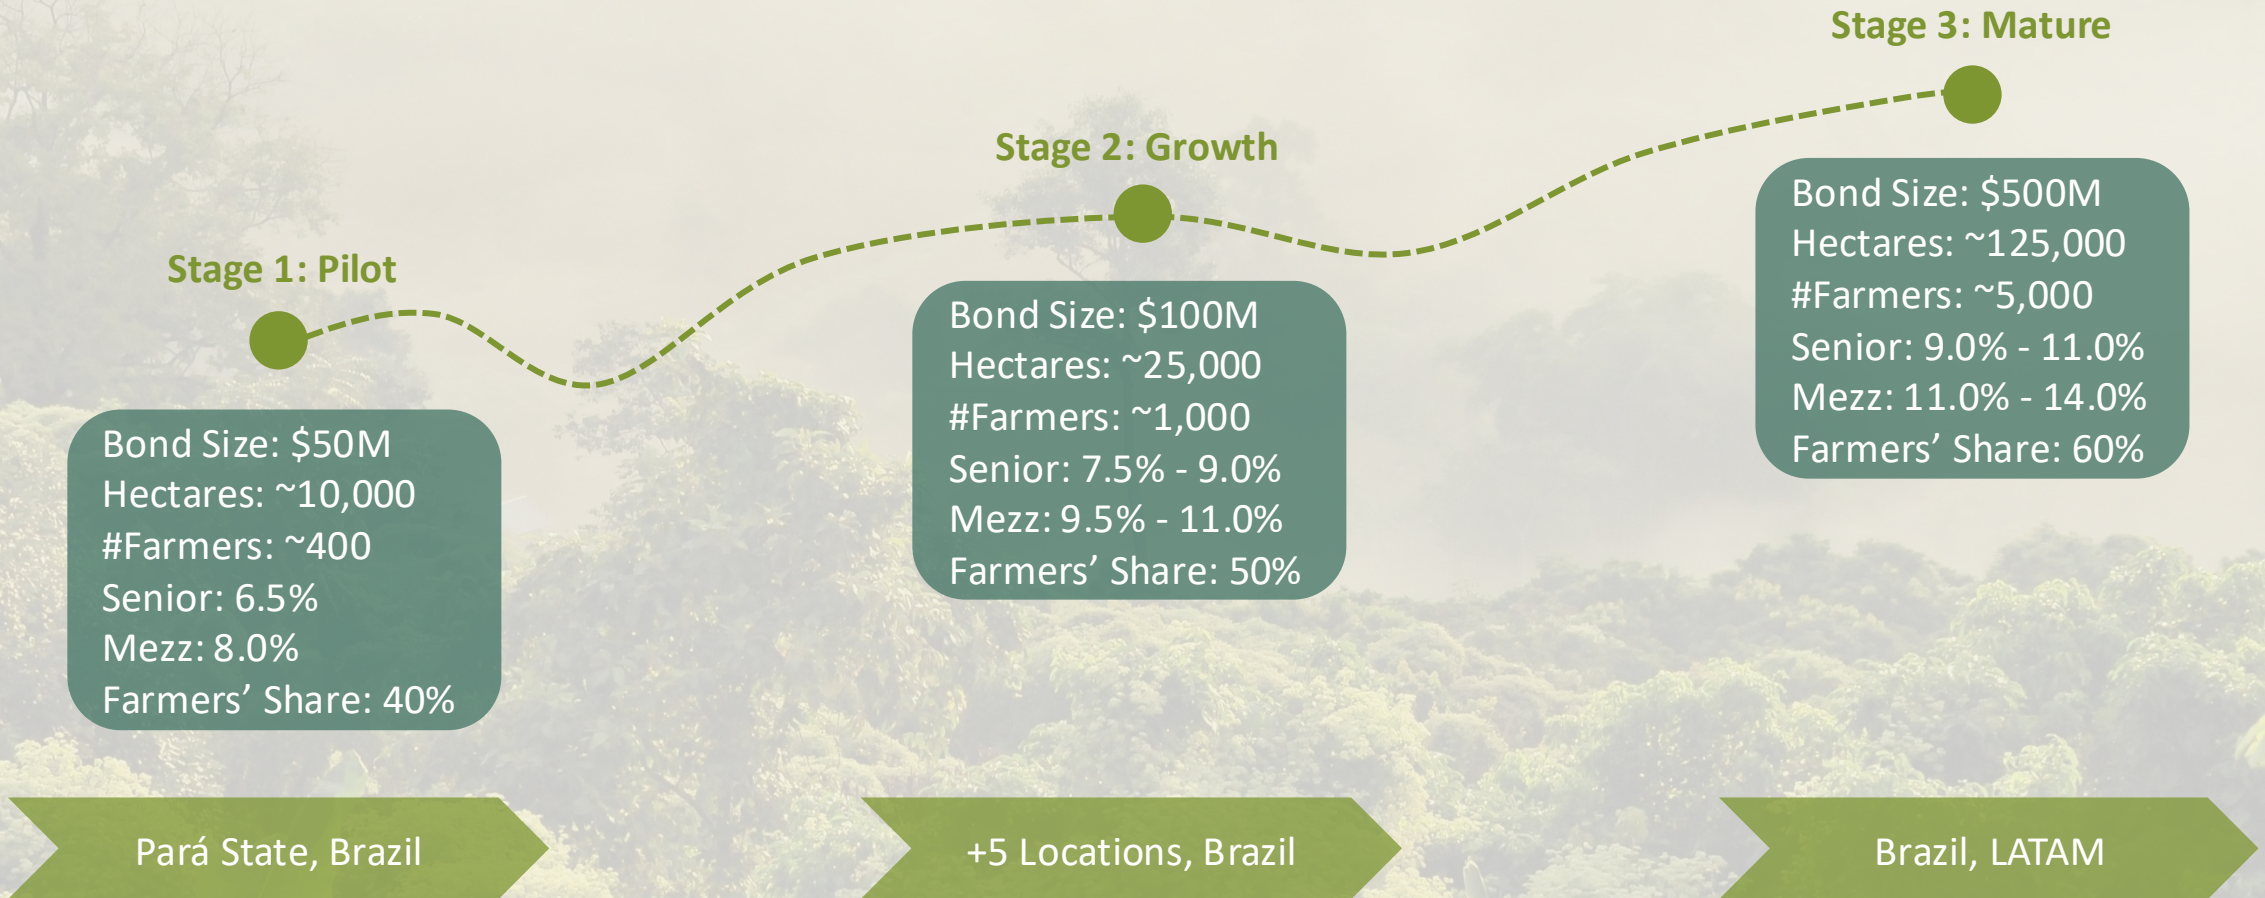 Stage 1: Pilot
Bond Size: $50M
Hectares: ~10,000
#Farmers: ~400
Senior: 6.5%
Mezz: 8.0%
Farmers’ Share: 40%
Pará State, Brazil
Stage 2: Growth
Bond Size: $100M
Hectares: ~25,000
#Farmers: ~1,000
Senior: 7.5% - 9.0%
Mezz: 9.5% - 11.0%
Farmers’ Share: 50%
+5 Locations, Brazil
Stage 3: Mature
Bond Size: $500M
Hectares: ~125,000
#Farmers: ~5,000
Senior: 9.0% - 11.0%
Mezz: 11.0% - 14.0%
Farmers’ Share: 60%
Brazil, LATAM